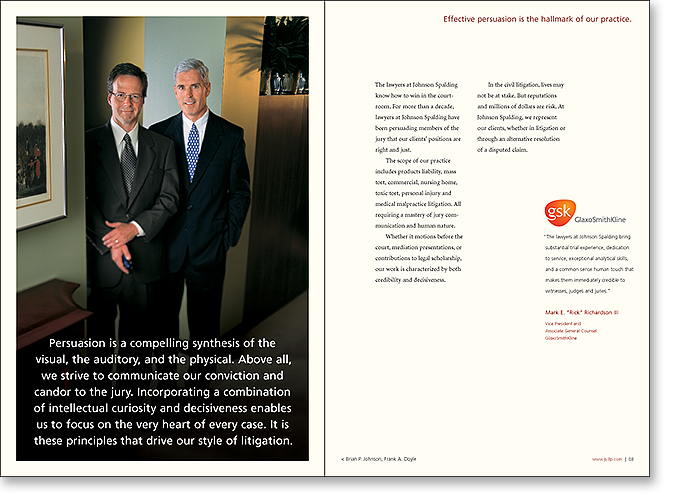 Persuasion is a compelling synthesis of the
visual, the auditory, and the physical. Above all,
we strive to communicate our conviction and
candor to the jury. Incorporating a combination
of intellectual curiosity and decisiveness enables
us to focus on the very heart of every case. It is
these principles that drive our style of litigation.
Effective persuasion is the hallmark of our practice.
The lawyers at Johnson Spalding
know how to win in the court-
room. For more than a decade,
lawyers at Johnson Spalding have
been persuading members of the
jury that our clients' positions are
right and just.
The scope of our practice
includes products liability, mass
tort, commercial, nursing home,
toxic tort, personal injury and
medical malpractice litigation. All
requiring a mastery of jury com-
munication and human nature.
Whether it motions before the
court, mediation presentations, or
contributions to legal scholarship,
our work is characterized by both
credibility and decisiveness.
In the civil litigation, lives may
not be at stake. But reputations
and millions of dollars are risk. At
Johnson Spalding, we represent
our clients, whether in litigation or
through an alternative resolution
of a disputed claim.
gsk
GlaxoSmithKline
"The lawyers at Johnson Spalding bring
substantial trial experience, dedication
to service, exceptional analytical skills,
and a common sense human touch that
makes them immediately credible to
witnesses, judges and juries."
Mark E. "Rick" Richardson III
Vice President and
Associate General Counsel
GlaxoSmithKline
< Brian P. Johnson, Frank A. Doyle
www.js-llp.com | 03